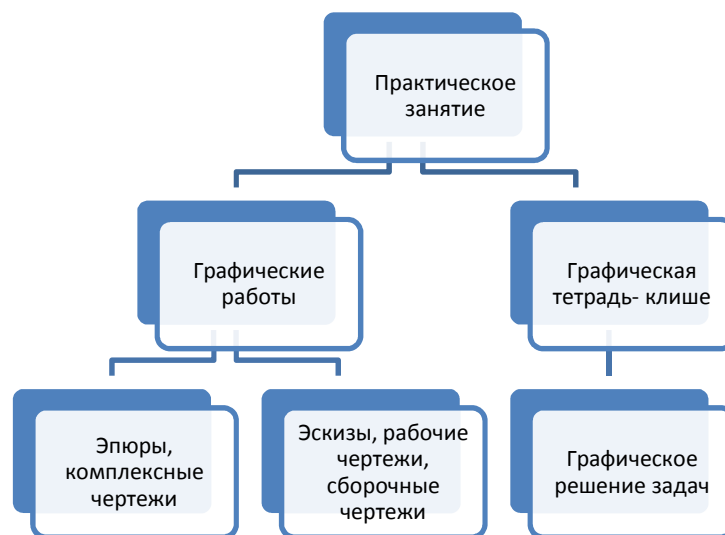 Практическое
занятие
Графические
работы
Графическая
тетрадь- клише
Эпюры,
комплексные
чертежи
Эскизы, рабочие
чертежи,
сборочные
чертежи
Графическое
решение задач